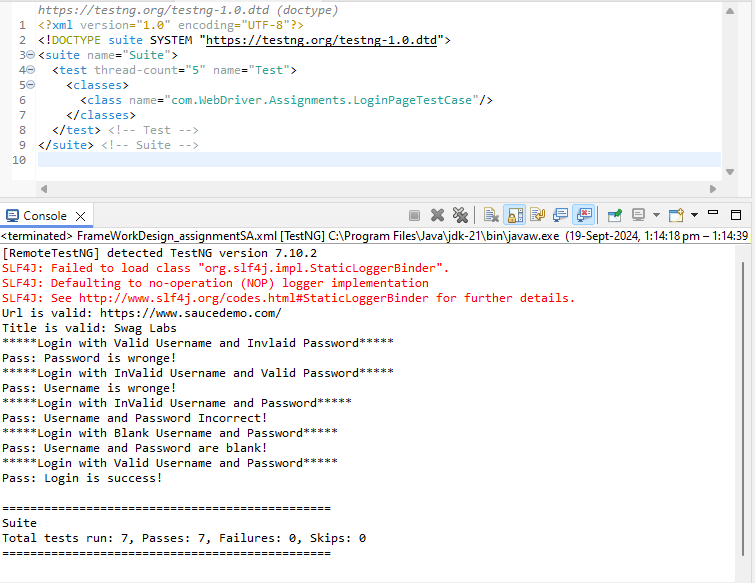 https://testng.org/testng-1.0.dtd (doctype)
1 <?xml version="1.0" encoding="UTF-8"?>
2 <!DOCTYPE suite SYSTEM "https://testng.org/testng-1.0.dtd">
3 <suite name="Suite">
4 <test thread-count="5" name="Test">
5 <classes>
6 <class name="com.WebDriver.Assignments.LoginPageTestCase"/>
7 </classes>
8 </test> <!-- Test -->
9 </suite> <!-- Suite -->
10
Console
<terminated> FrameWorkDesign_assignmentSA.xml [TestNG] C:\Program Files\Java\jdk-21\bin\javaw.exe (19-Sept-2024, 1:14:18 pm – 1:14:39
[RemoteTestNG] detected TestNG version 7.10.2
SLF4J: Failed to load class "org.slf4j.impl.StaticLoggerBinder".
SLF4J: Defaulting to no-operation (NOP) logger implementation
SLF4J: See http://www.slf4j.org/codes.html#StaticLoggerBinder for further details.
Url is valid: https://www.saucedemo.com/
Title is valid: Swag Labs
*****Login with Valid Username and Invlaid Password*****
Pass: Password is wronge!
*****Login with InValid Username and Valid Password*****
Pass: Username is wronge!
*****Login with InValid Username and Password*****
Pass: Username and Password Incorrect!
*****Login with Blank Username and Password*****
Pass: Username and Password are blank!
*****Login with Valid Username and Password*****
Pass: Login is success!
===============================================
Suite
Total tests run: 7, Passes: 7, Failures: 0, Skips: 0
===============================================